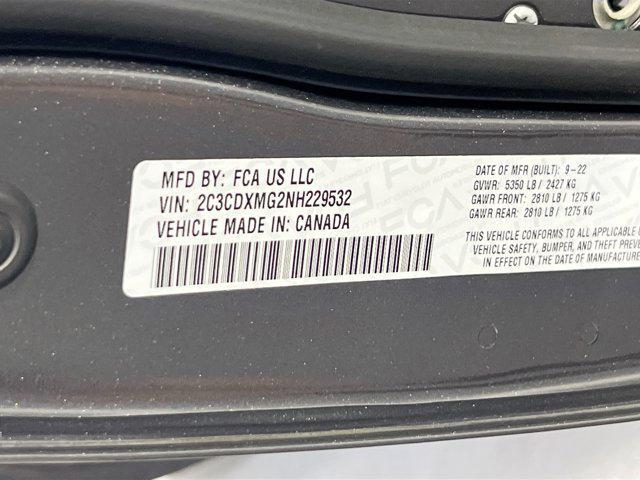 MFD BY: FCA US LLC
VIN: 2C3CDXMG2NH229532
VEHICLE MADE IN: CANADA
DATE OF MFR (BUILT): 9-22
GVWR: 5350 LB / 2427 KG
GAWR FRONT: 2810 LB / 1275 KG
GAWR REAR: 2810 LB / 1275 KG
THIS VEHICLE CONFORMS TO ALL APPLICABLE
VEHICLE SAFETY, BUMPER, AND THEFT
IN EFFECT ON THE DATE OF MANUFACTURE